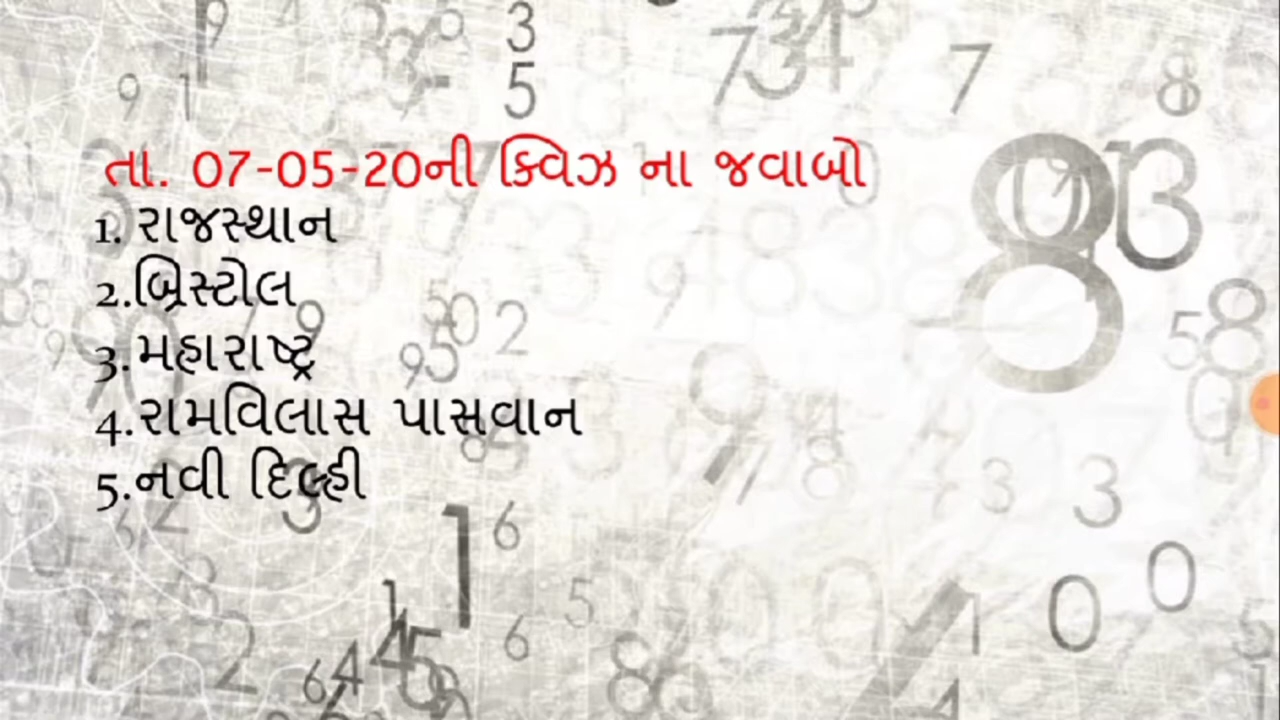 તા. 07-05-20ની ક્વિઝ ના જવાબો
1. રાજસ્થાન
2.બ્રિસ્ટોલ
3.મહારાષ્ટ્ર
4.રામવિલાસ પાસવાન
5.નવી દિલ્હી